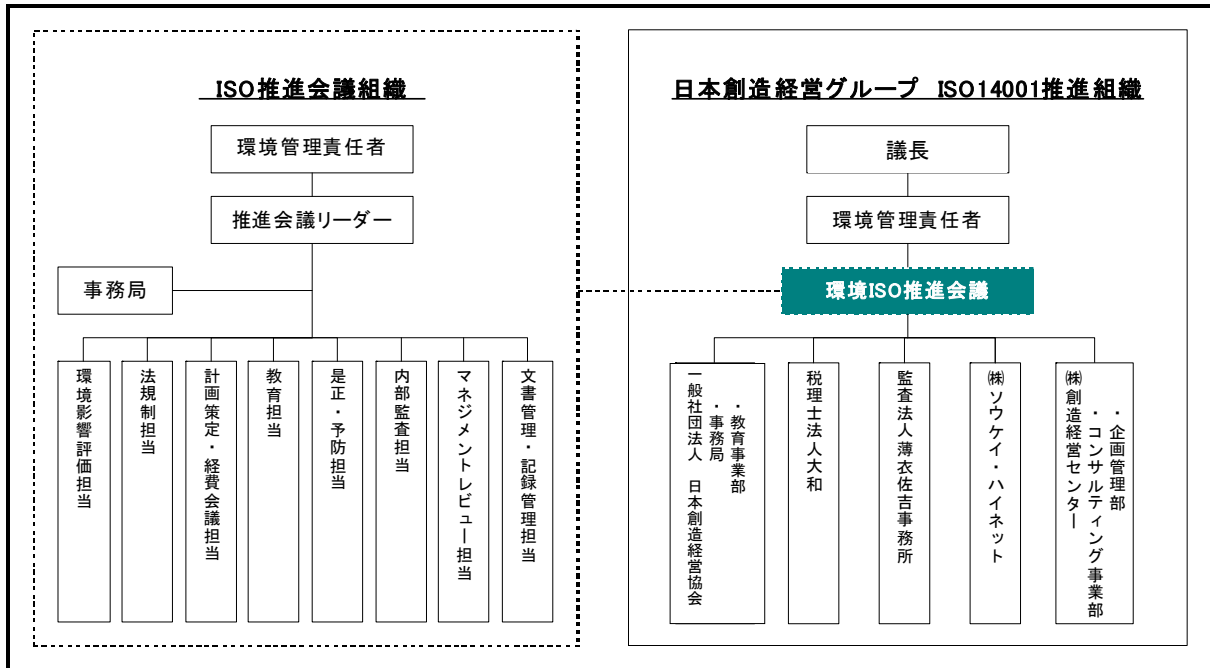 ISO推進会議組織
環境管理責任者
推進会議リーダー
事務局
環境影響評価担当
法規制担当
計画策定・経費会議担当
教育担当
是正・予防担当
内部監査担当
マネジメントレビュー担当
文書管理・記録管理担当
日本創造経営グループ ISO14001推進組織
議長
環境管理責任者
環境ISO推進会議
・教育事業部
・事務局
一般社団法人 日本創造経営協会
税理士法人大和
監査法人薄衣佐吉事務所
㈱ソウケイ・ハイネット
・企画管理部
・コンサルティング事業部
㈱創造経営センター